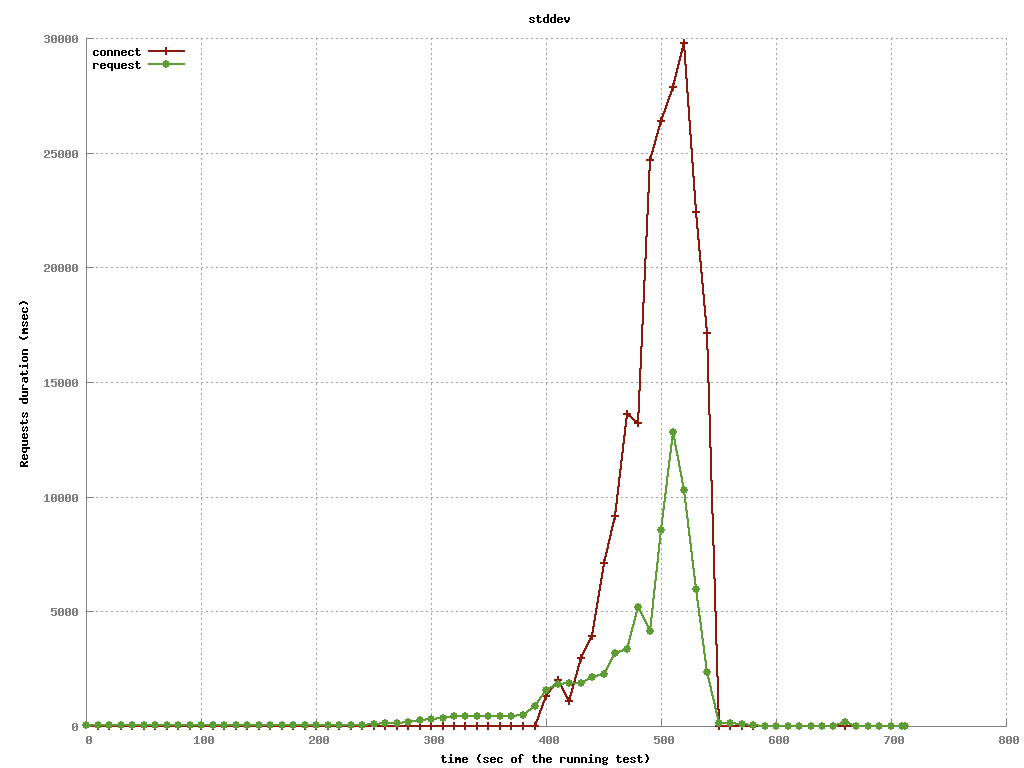 stddev
connect
request
30000
25000
20000
15000
10000
5000
0
Requests duration (msec)
0 100 200 300 400 500 600 700 800
time (sec of the running test)